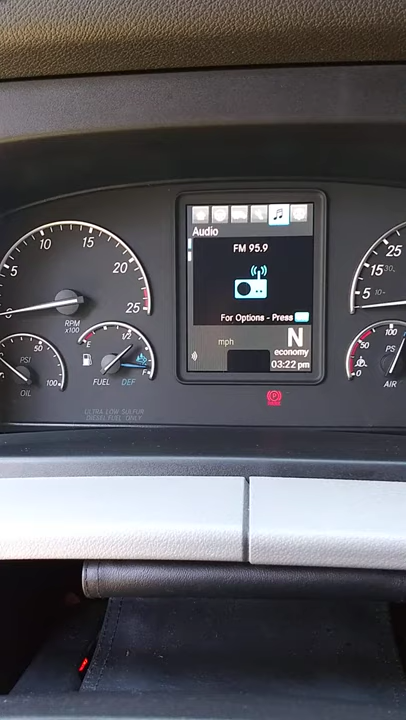 Audio
FM 95.9
For Options - Press
mph
N
economy
03:22 pm
5
10
15
20
25
RPM
x100
PSI
50
100
OIL
E
1/2
F
FUEL
DEF
ULTRA LOW SULFUR
DIESEL FUEL ONLY
25
15
30
5
10
100
50
0
PS
AIR